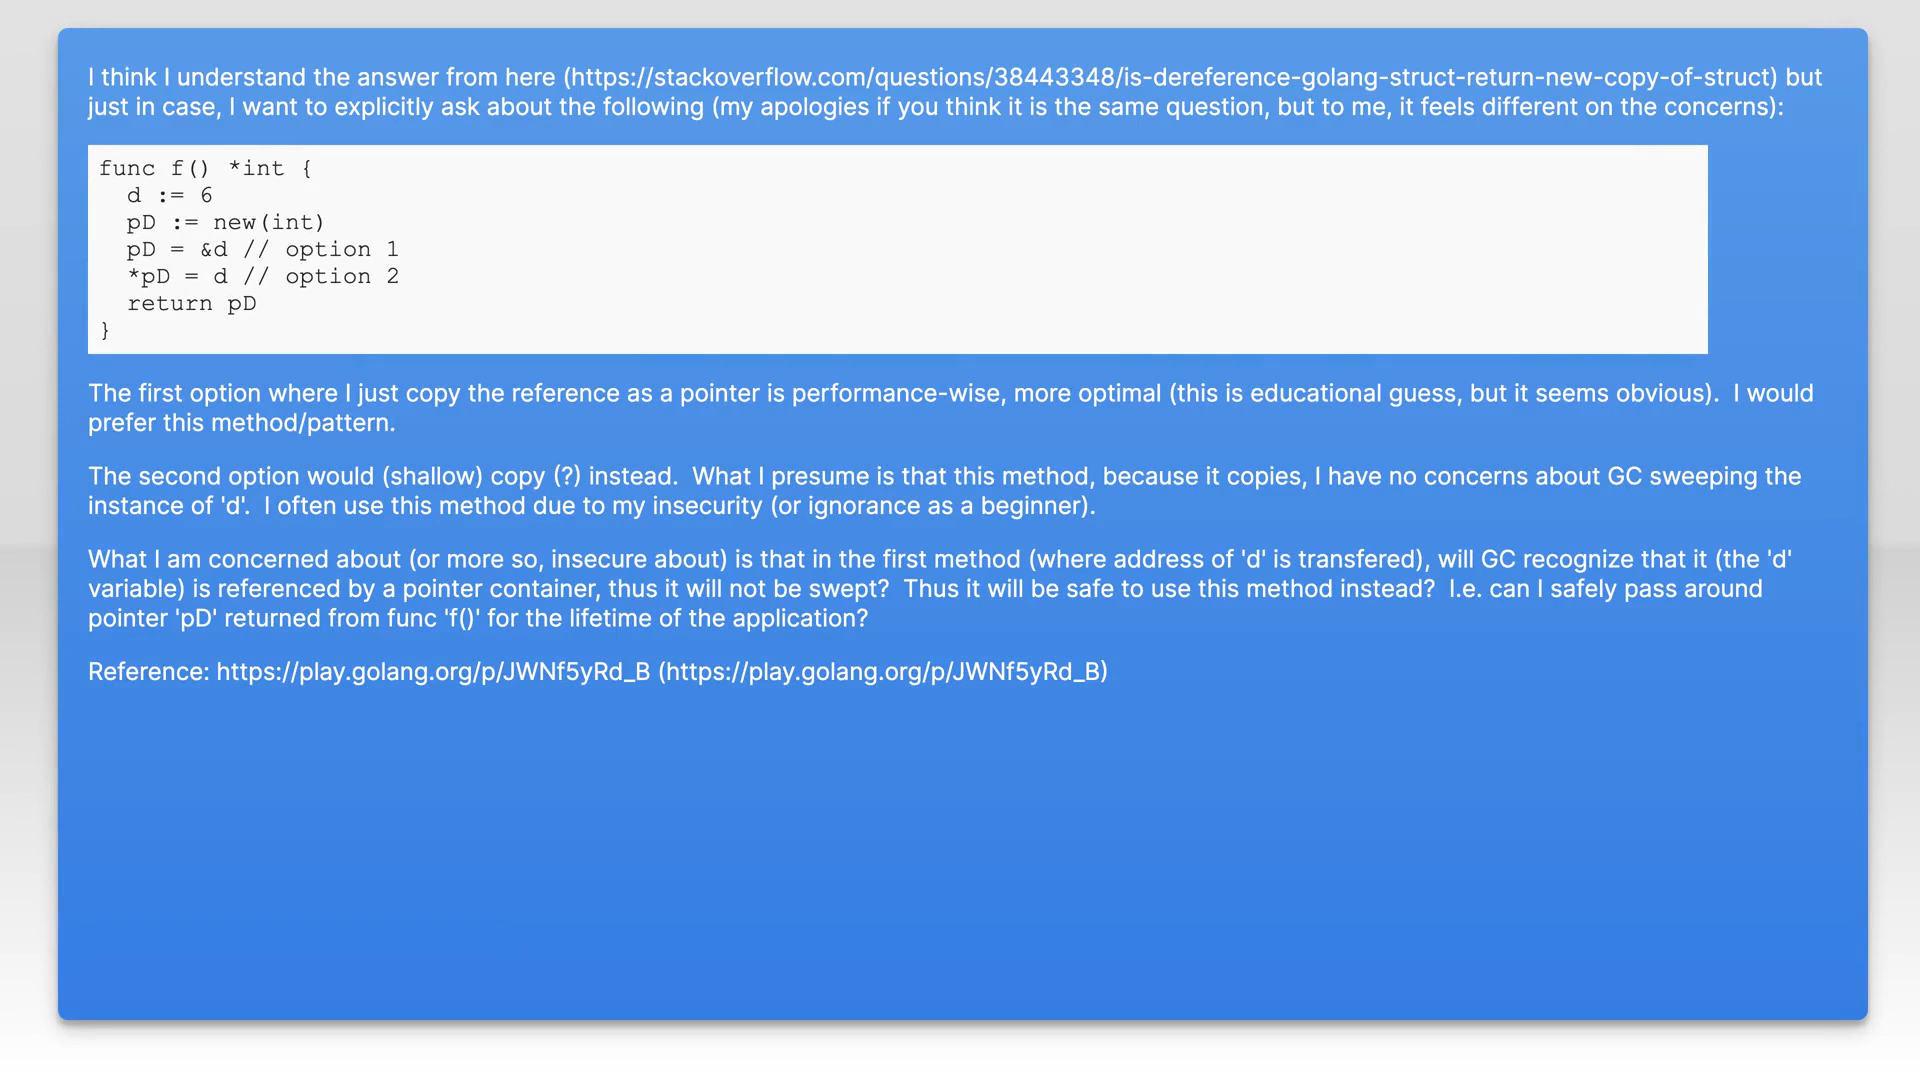 I think I understand the answer from here (https://stackoverflow.com/questions/38443348/is-dereference-golang-struct-return-new-copy-of-struct) but
just in case, I want to explicitly ask about the following (my apologies if you think it is the same question, but to me, it feels different on the concerns):
func f() *int {
  d := 6
  pD := new(int)
  pD = &d // option 1
  *pD = d // option 2
  return pD
}
The first option where I just copy the reference as a pointer is performance-wise, more optimal (this is educational guess, but it seems obvious).  I would
prefer this method/pattern.
The second option would (shallow) copy (?) instead.  What I presume is that this method, because it copies, I have no concerns about GC sweeping the
instance of 'd'.  I often use this method due to my insecurity (or ignorance as a beginner).
What I am concerned about (or more so, insecure about) is that in the first method (where address of 'd' is transfered), will GC recognize that it (the 'd'
variable) is referenced by a pointer container, thus it will not be swept?  Thus it will be safe to use this method instead?  I.e. can I safely pass around
pointer 'pD' returned from func 'f()' for the lifetime of the application?
Reference: https://play.golang.org/p/JWNf5yRd_B (https://play.golang.org/p/JWNf5yRd_B)